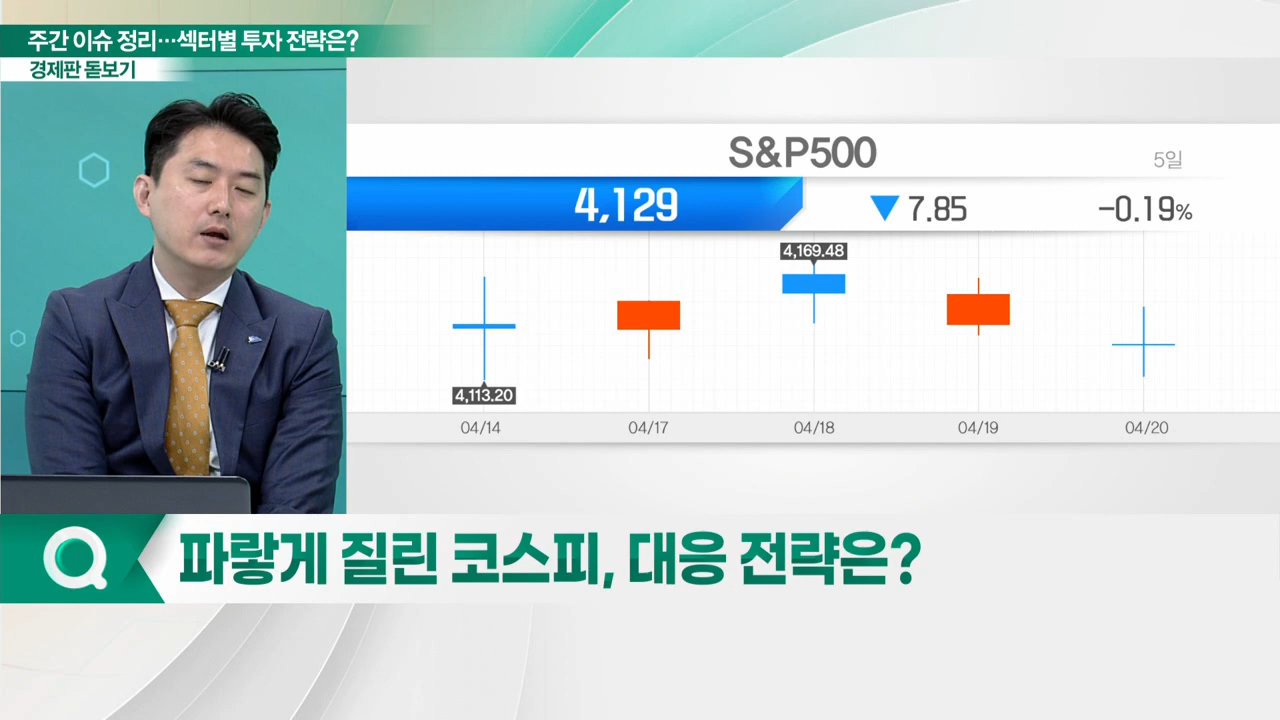 주간 이슈 정리…섹터별 투자 전략은?
경제판 돋보기
S&P500
5일
4,129 ▼ 7.85 -0.19%
4,169.48
4,113.20
04/14 04/17 04/18 04/19 04/20
파랗게 질린 코스피, 대응 전략은?